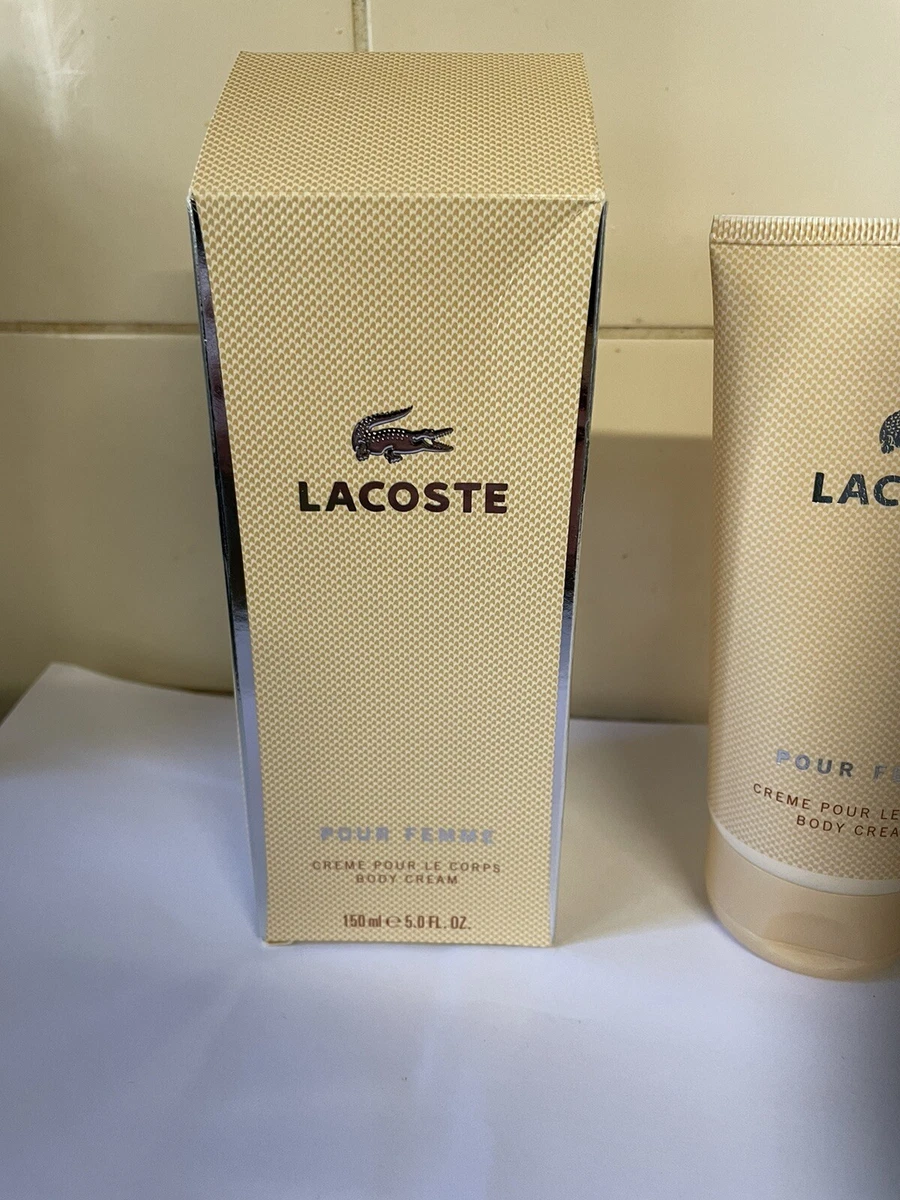 LACOSTE
POUR FEMME
CREME POUR LE CORPS
BODY CREAM
150 ml ℮ 5.0 FL. OZ.
LAC
POUR FE
CREME POUR LE
BODY CREA